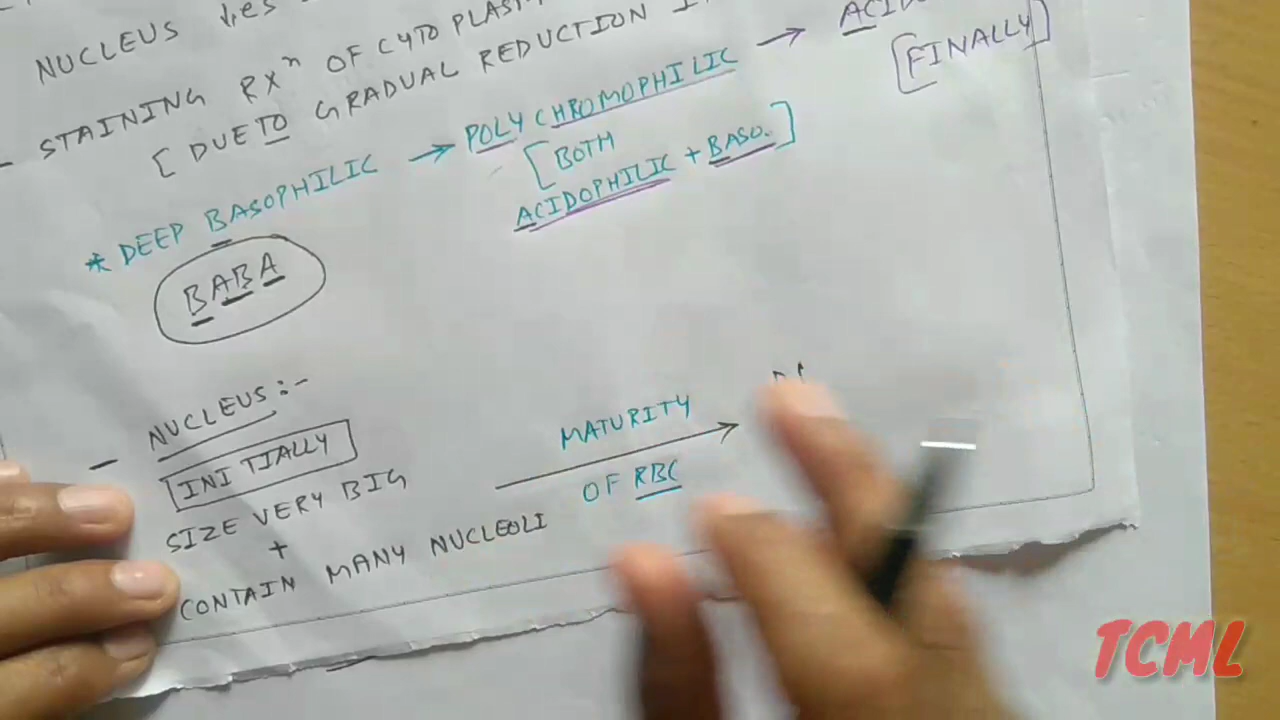 NUCLEUS lies
- STAINING RXⁿ OF CYTOPLASM
[DUE TO GRADUAL REDUCTION
* DEEP BASOPHILIC → POLYCHROMOPHILIC →
[BOTH ACIDOPHILIC + BASO.]
[FINALLY]
BABA
- NUCLEUS :-
INITIALLY
SIZE VERY BIG
+
CONTAIN MANY NUCLEOLI
MATURITY
OF RBC
TCML